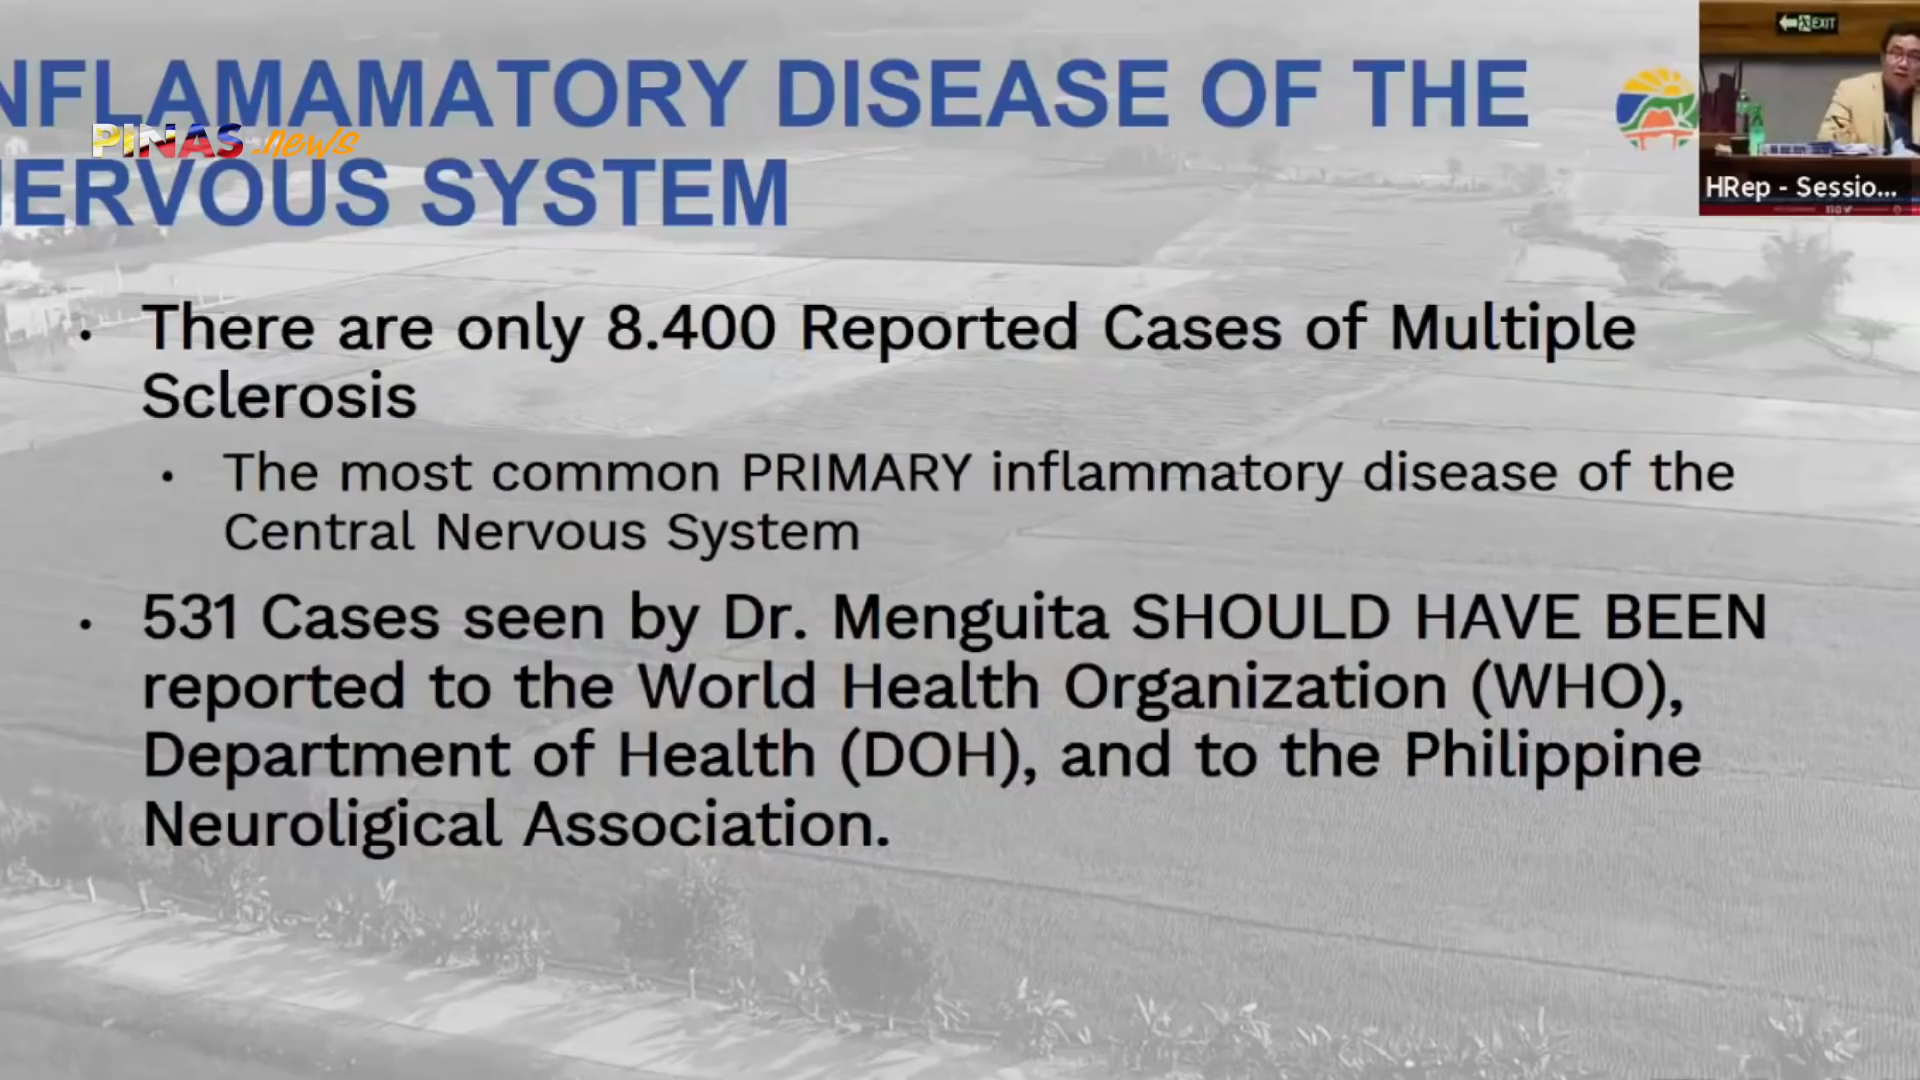 NFLAMAMATORY DISEASE OF THE
PINAS.news
NERVOUS SYSTEM
EXIT
HRep - Sessio...
• There are only 8.400 Reported Cases of Multiple
Sclerosis
• The most common PRIMARY inflammatory disease of the
Central Nervous System
• 531 Cases seen by Dr. Menguita SHOULD HAVE BEEN
reported to the World Health Organization (WHO),
Department of Health (DOH), and to the Philippine
Neuroligical Association.